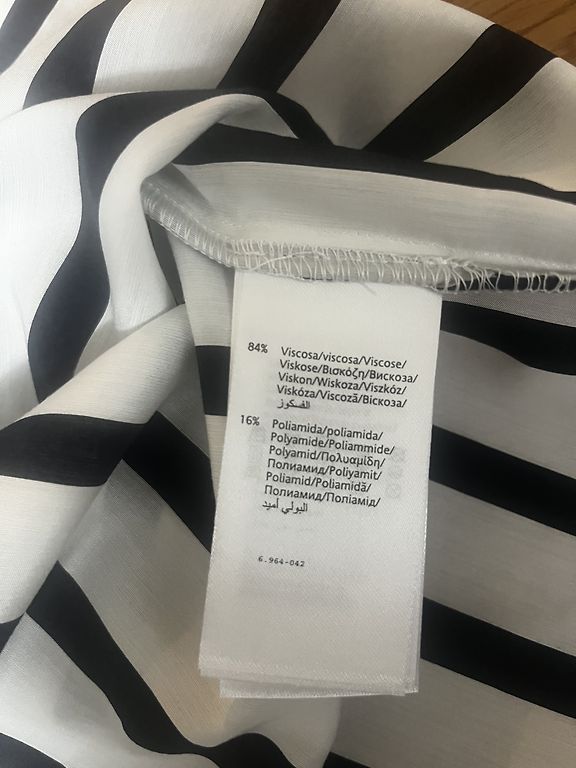 84% Viscosa/viscosa/Viscose/
Viskose/Βισκόζη/Вискоза/
Viskon/Wiskoza/Viszkóz/
Viskóza/Viscoză/Віскоза/
الفسكوز
16% Poliamida/poliamida/
Polyamide/Poliammide/
Polyamid/Πολυαμίδη/
Полиамид/Poliyamit/
Poliamid/Poliamidă/
Полиамид/Поліамід/
البولي أميد
6.964-042